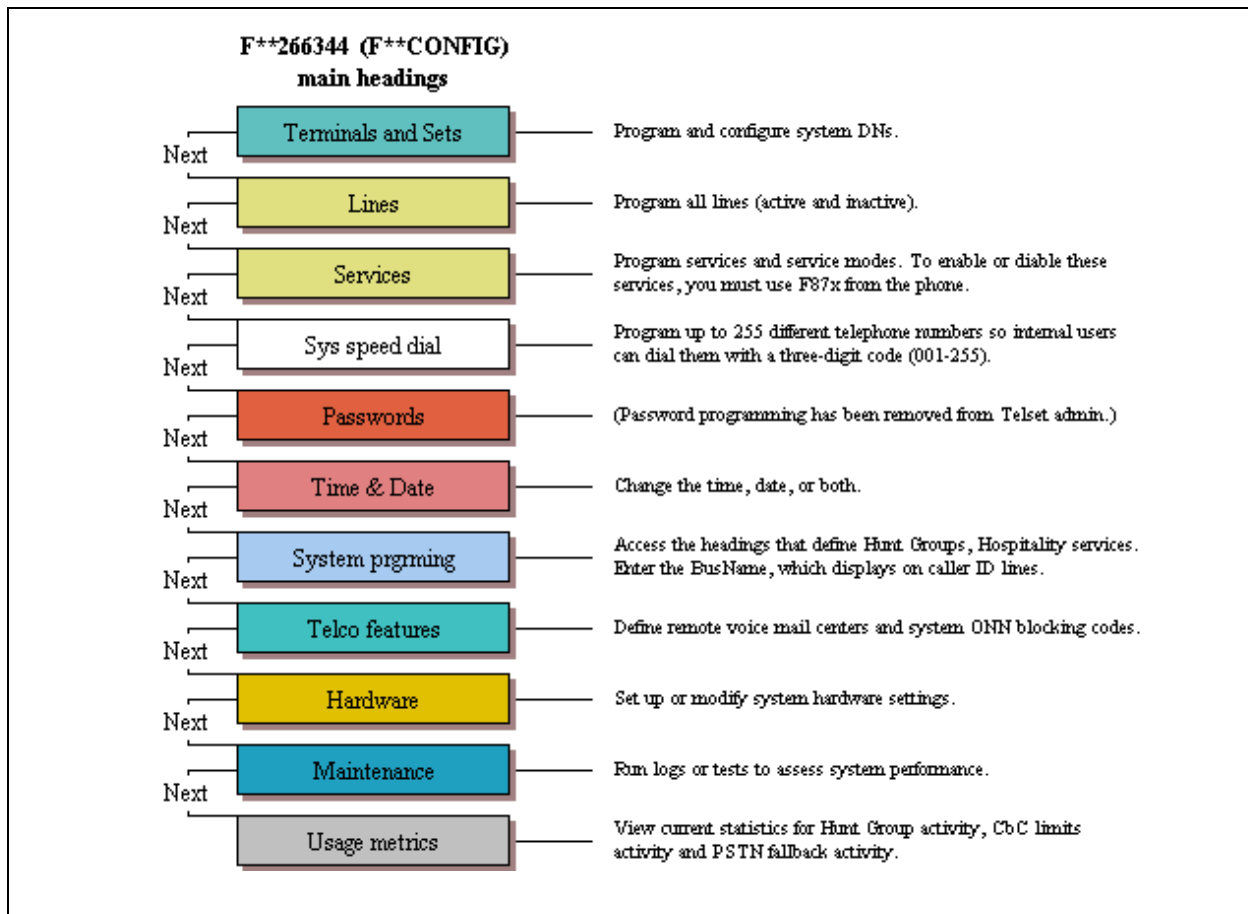 F**266344 (F**CONFIG)
main headings
Terminals and Sets
Program and configure system DNs.
Next
Lines
Program all lines (active and inactive).
Next
Services
Program services and service modes. To enable or diable these
services, you must use F87x from the phone.
Next
Sys speed dial
Program up to 255 different telephone numbers so internal users
can dial them with a three-digit code (001-255).
Next
Passwords
(Password programming has been removed from Telset admin.)
Next
Time & Date
Change the time, date, or both.
Next
System prgrming
Access the headings that define Hunt Groups, Hospitality services.
Enter the BusName, which displays on caller ID lines.
Next
Telco features
Define remote voice mail centers and system ONN blocking codes.
Next
Hardware
Set up or modify system hardware settings.
Next
Maintenance
Run logs or tests to assess system performance.
Next
Usage metrics
View current statistics for Hunt Group activity, CbC limits
activity and PSTN fallback activity.